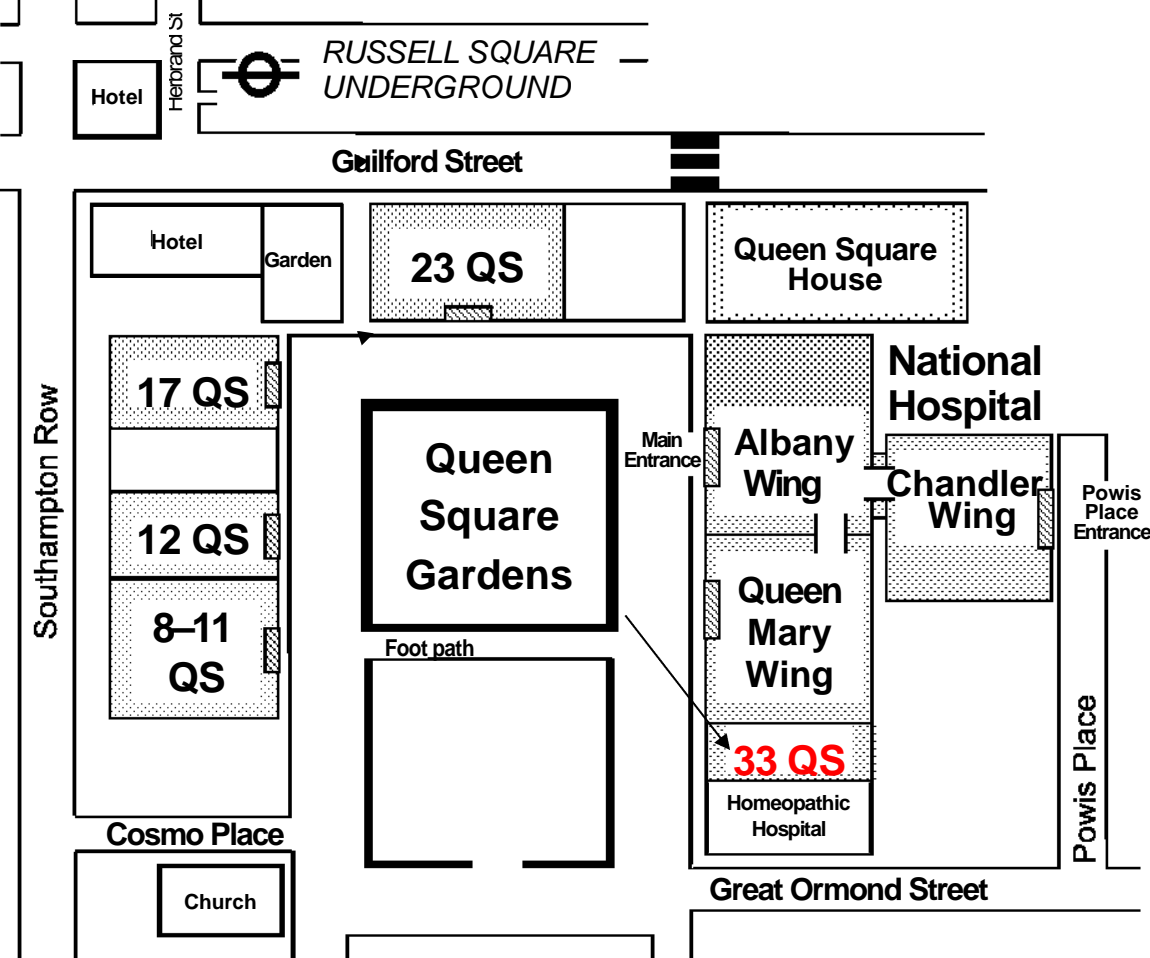 Herbrand St
RUSSELL SQUARE
UNDERGROUND
Hotel
Guilford Street
Hotel
Garden
23 QS
Queen Square
House
17 QS
National
Hospital
Main
Entrance
Albany
Wing
Queen
Square
Gardens
Chandler
Wing
Powis
Place
Entrance
Southampton Row
12 QS
8–11
QS
Queen
Mary
Wing
Foot path
33 QS
Homeopathic
Hospital
Powis Place
Cosmo Place
Great Ormond Street
Church